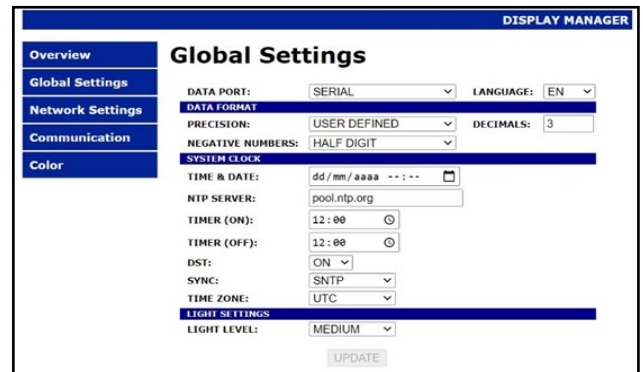 DISPLAY MANAGER
Overview
Global Settings
Network Settings
Communication
Color
Global Settings
DATA PORT: SERIAL LANGUAGE: EN
DATA FORMAT
PRECISION: USER DEFINED DECIMALS: 3
NEGATIVE NUMBERS: HALF DIGIT
SYSTEM CLOCK
TIME & DATE: dd/mm/aaaa --:--
NTP SERVER: pool.ntp.org
TIMER (ON): 12:00
TIMER (OFF): 12:00
DST: ON
SYNC: SNTP
TIME ZONE: UTC
LIGHT SETTINGS
LIGHT LEVEL: MEDIUM
UPDATE